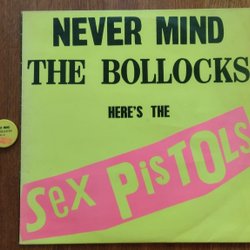 NEVER MIND
THE BOLLOCKS
HERE'S THE
Sex PiSTOLS